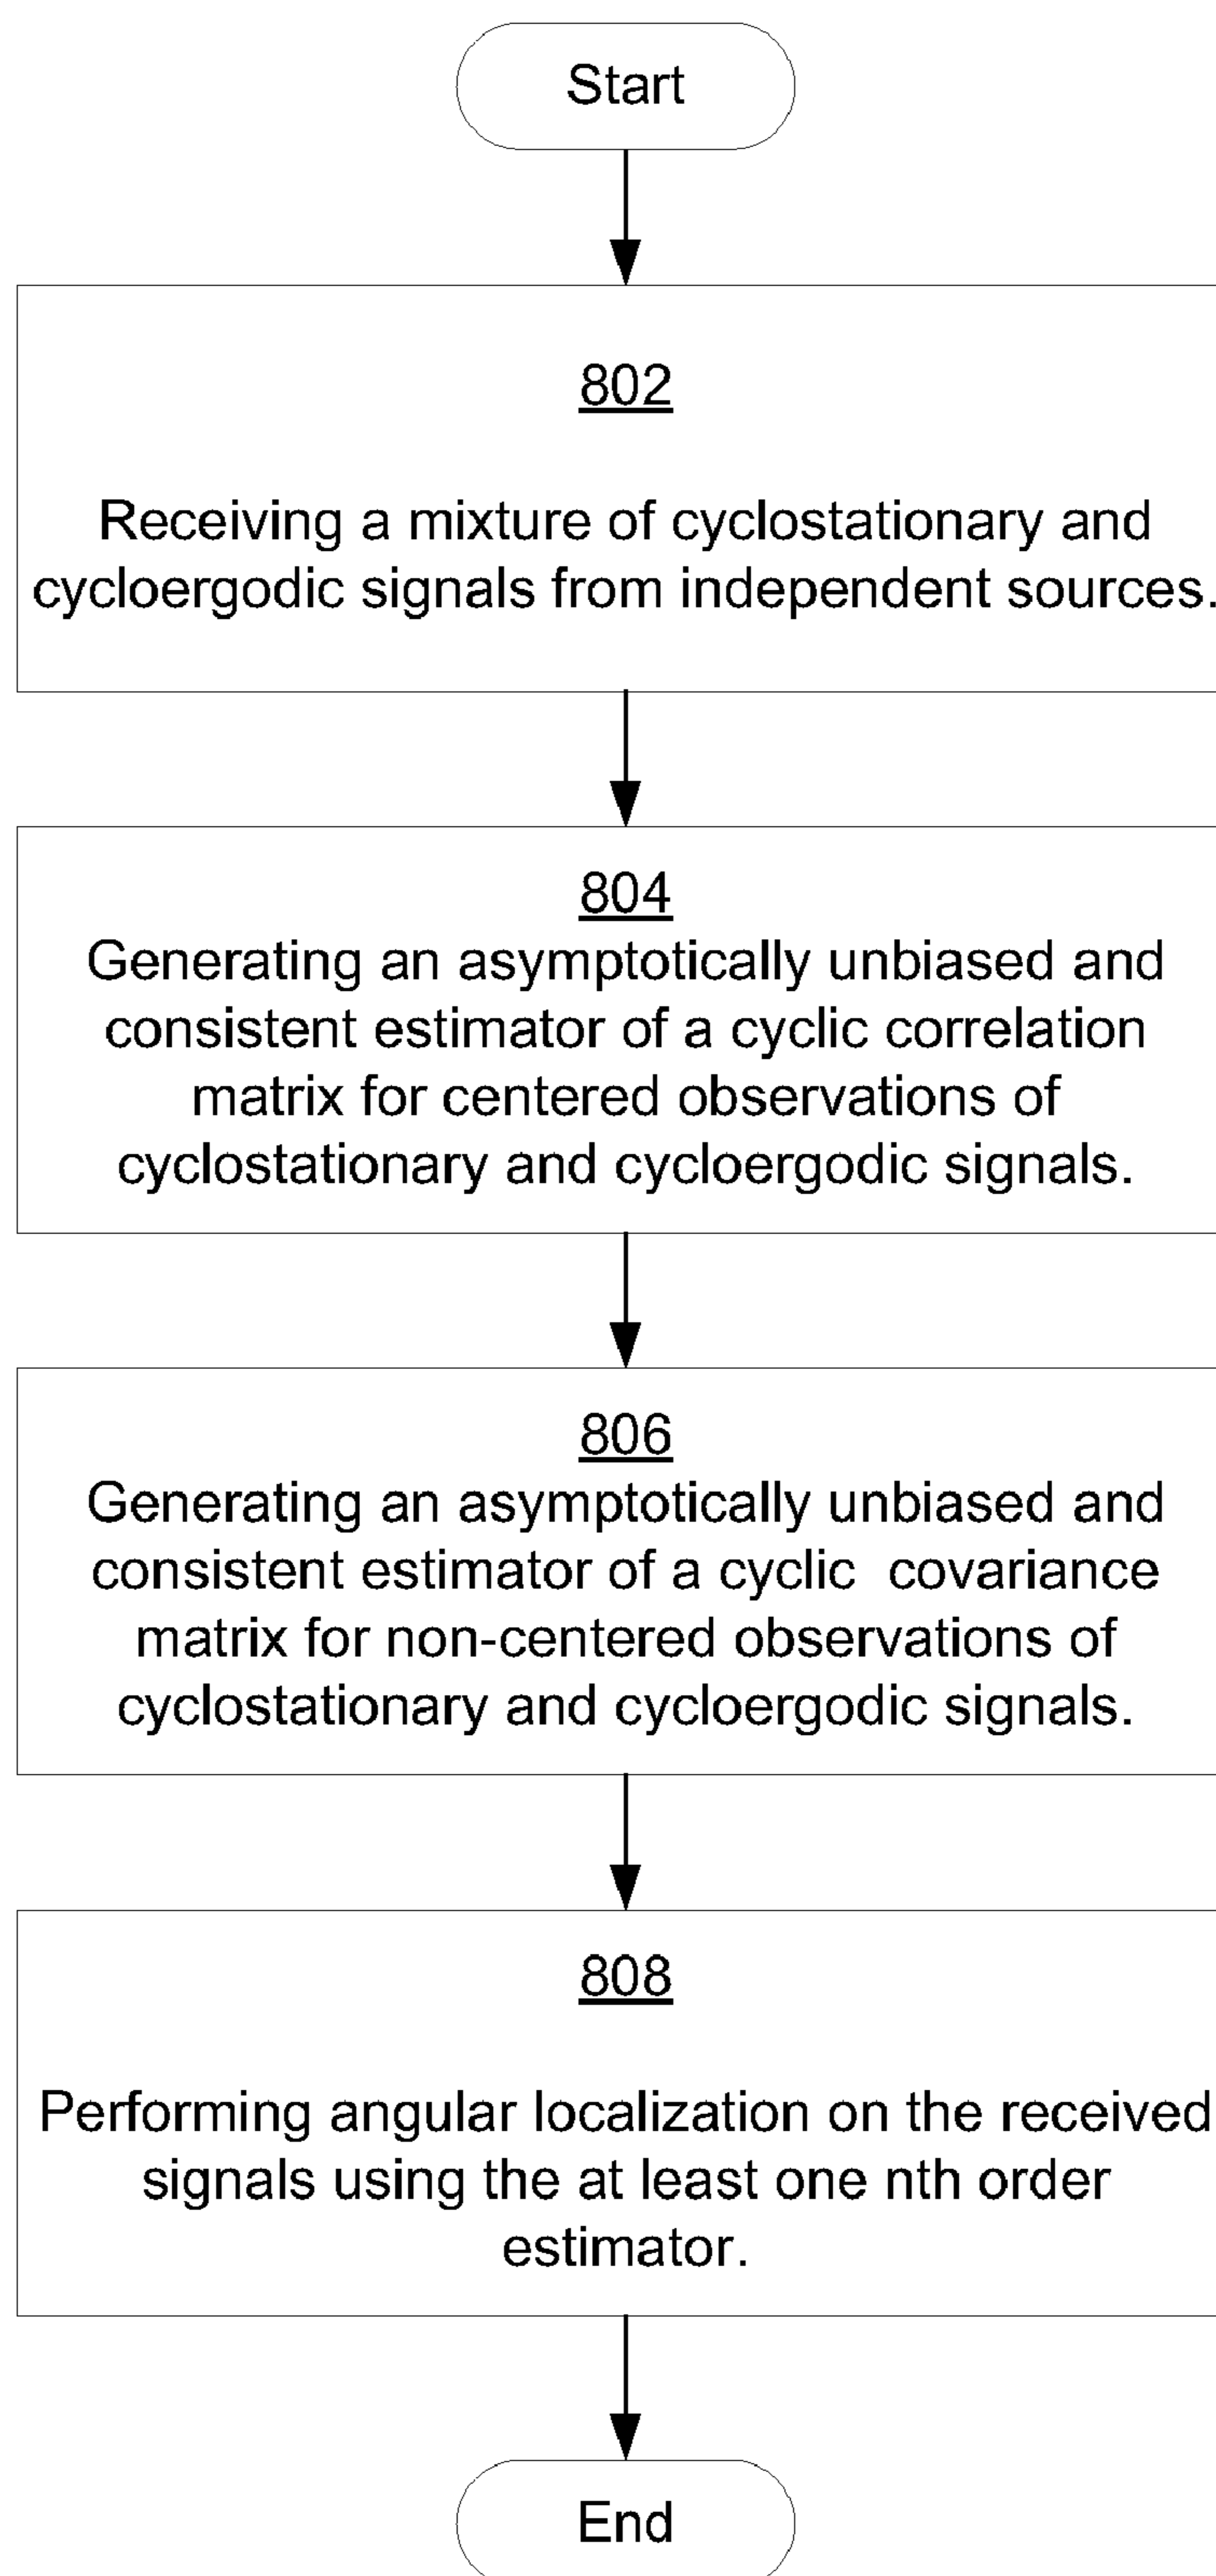 Start
802
Receiving a mixture of cyclostationary and
cycloergodic signals from independent sources.
804
Generating an asymptotically unbiased and
consistent estimator of a cyclic correlation
matrix for centered observations of
cyclostationary and cycloergodic signals.
806
Generating an asymptotically unbiased and
consistent estimator of a cyclic  covariance
matrix for non-centered observations of
cyclostationary and cycloergodic signals.
808
Performing angular localization on the received
signals using the at least one nth order
estimator.
End